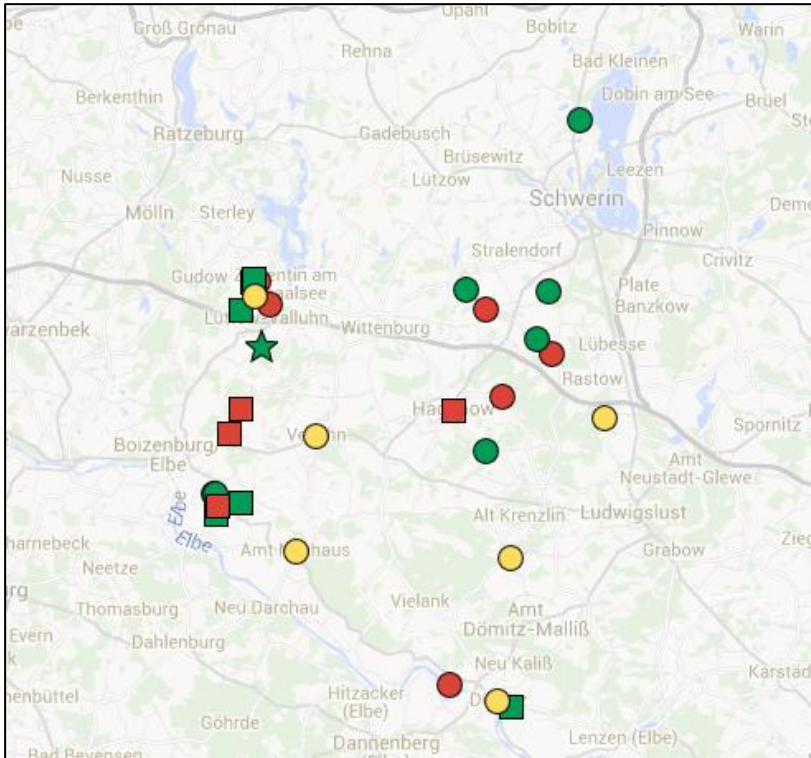 Groß Grönau
Opahl
Bobitz
Warin
Rehna
Bad Kleinen
Berkenthin
Dobin am See
Brüel
Ratzeburg
Gadebusch
Brüsewitz
Leezen
Nusse
Lützow
Schwerin
Mölln
Sterley
Pinnow
Stralendorf
Crivitz
Gudow
Plate
Banzkow
Wittenburg
Lübesse
Rastow
Spornitz
Boizenburg
Elbe
Amt
Neustadt-Glewe
Elbe
Alt Krenzlin
Ludwigslust
Elbe
Neetze
Grabow
Thomasburg
Neu Darchau
Vielank
Amt
Dömitz-Malliß
Dahlenburg
Neu Kaliß
Karstäd
Hitzacker
(Elbe)
Göhrde
Dannenberg
Lenzen (Elbe)
Bad Bevensen